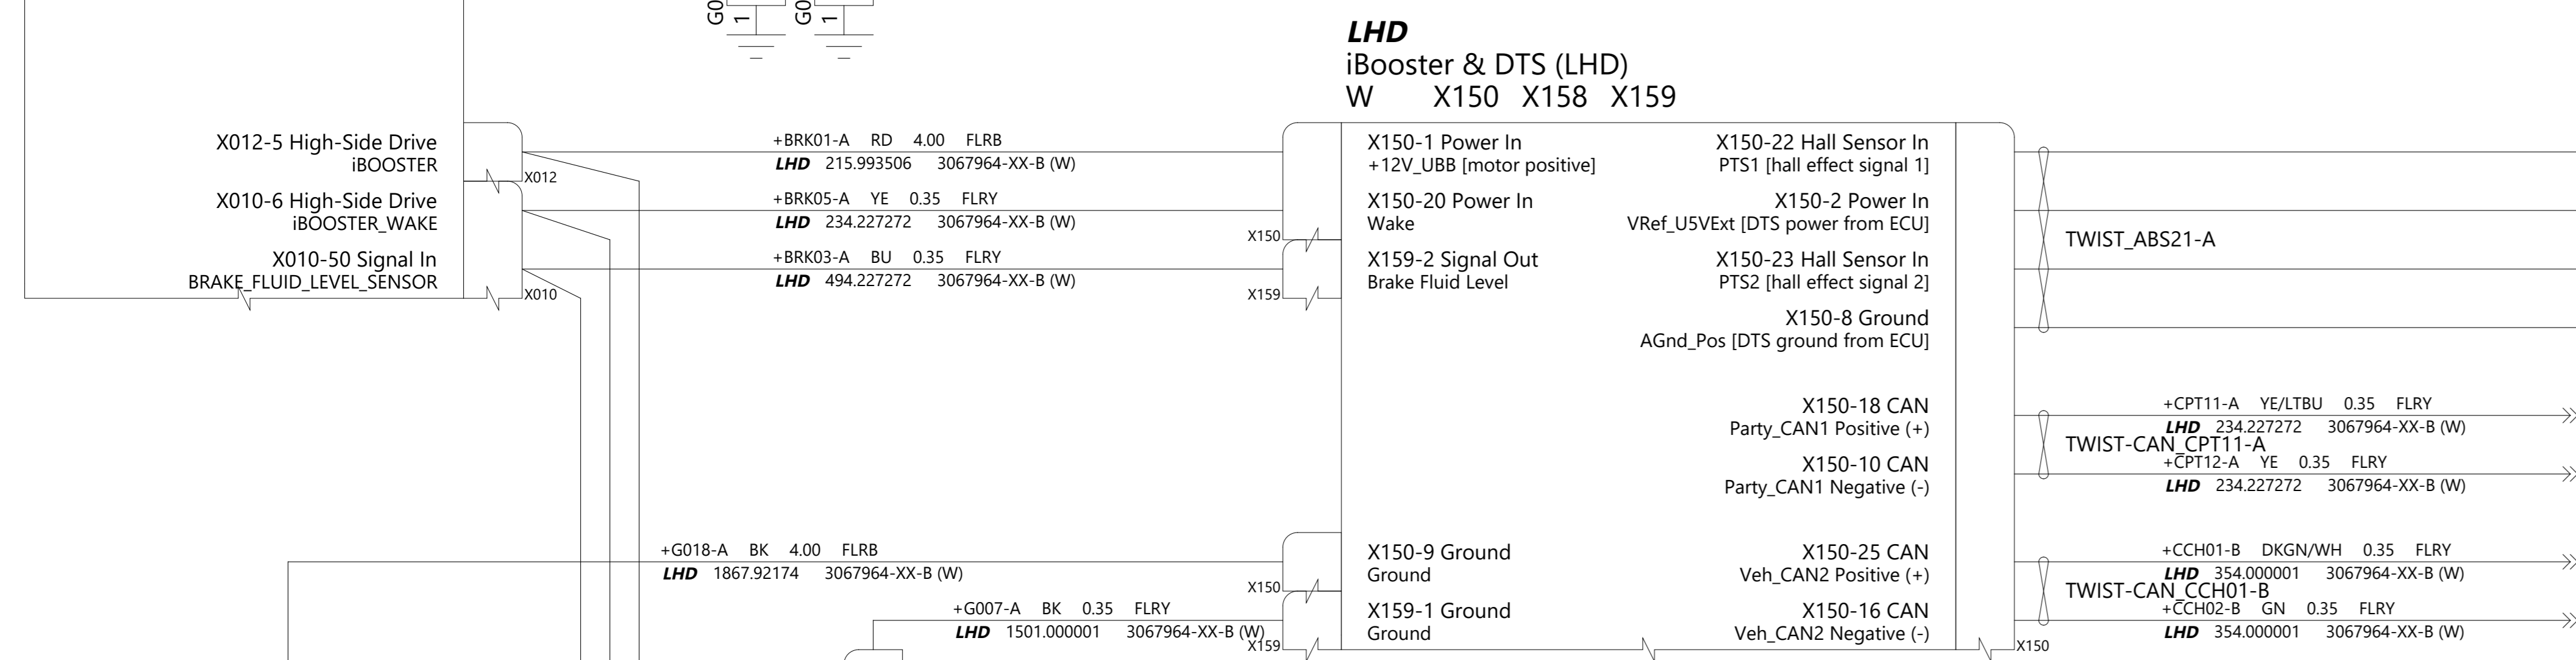 G0
1
G0
1
LHD
iBooster & DTS (LHD)
W X150 X158 X159
X012-5 High-Side Drive
iBOOSTER
X012
X010-6 High-Side Drive
iBOOSTER_WAKE
X010-50 Signal In
BRAKE_FLUID_LEVEL_SENSOR
X010
+BRK01-A RD 4.00 FLRB
LHD 215.993506 3067964-XX-B (W)
+BRK05-A YE 0.35 FLRY
LHD 234.227272 3067964-XX-B (W)
+BRK03-A BU 0.35 FLRY
LHD 494.227272 3067964-XX-B (W)
X150
X159
X150-1 Power In
+12V_UBB [motor positive]
X150-20 Power In
Wake
X159-2 Signal Out
Brake Fluid Level
X150-22 Hall Sensor In
PTS1 [hall effect signal 1]
X150-2 Power In
VRef_U5VExt [DTS power from ECU]
X150-23 Hall Sensor In
PTS2 [hall effect signal 2]
X150-8 Ground
AGnd_Pos [DTS ground from ECU]
TWIST_ABS21-A
X150-18 CAN
Party_CAN1 Positive (+)
X150-10 CAN
Party_CAN1 Negative (-)
+CPT11-A YE/LTBU 0.35 FLRY
LHD 234.227272 3067964-XX-B (W)
TWIST-CAN_CPT11-A
+CPT12-A YE 0.35 FLRY
LHD 234.227272 3067964-XX-B (W)
+G018-A BK 4.00 FLRB
LHD 1867.92174 3067964-XX-B (W)
X150
+G007-A BK 0.35 FLRY
LHD 1501.000001 3067964-XX-B (W)
X159
X150-9 Ground
Ground
X159-1 Ground
Ground
X150-25 CAN
Veh_CAN2 Positive (+)
X150-16 CAN
Veh_CAN2 Negative (-)
X150
+CCH01-B DKGN/WH 0.35 FLRY
LHD 354.000001 3067964-XX-B (W)
TWIST-CAN_CCH01-B
+CCH02-B GN 0.35 FLRY
LHD 354.000001 3067964-XX-B (W)